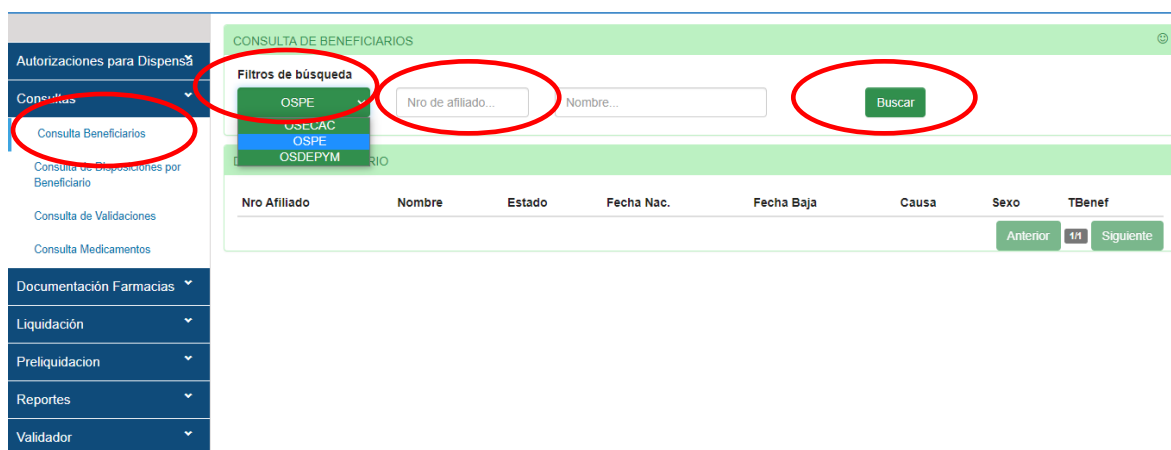 CONSULTA DE BENEFICIARIOS
Autorizaciones para Dispensa
Filtros de búsqueda
Consultas
OSPE
Nro de afiliado...
Nombre...
Buscar
OSECAC
OSPE
OSDEPYM
Consulta Beneficiarios
Consulta de Disposiciones por
Beneficiario
Consulta de Validaciones
Consulta Medicamentos
Nro Afiliado Nombre Estado Fecha Nac. Fecha Baja Causa Sexo TBenef
Anterior 1/1 Siguiente
Documentación Farmacias
Liquidación
Preliquidacion
Reportes
Validador